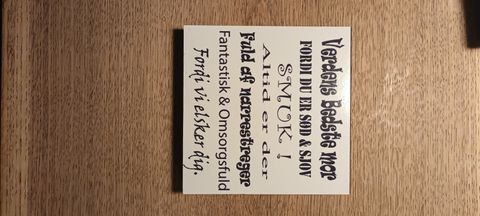 Verdens Bedste mor
FORDI DU ER SØD & SJOV
SMUK !
Altid er der
Fuld af narrestreger
Fantastisk & Omsorgsfuld
Fordi vi elsker dig.